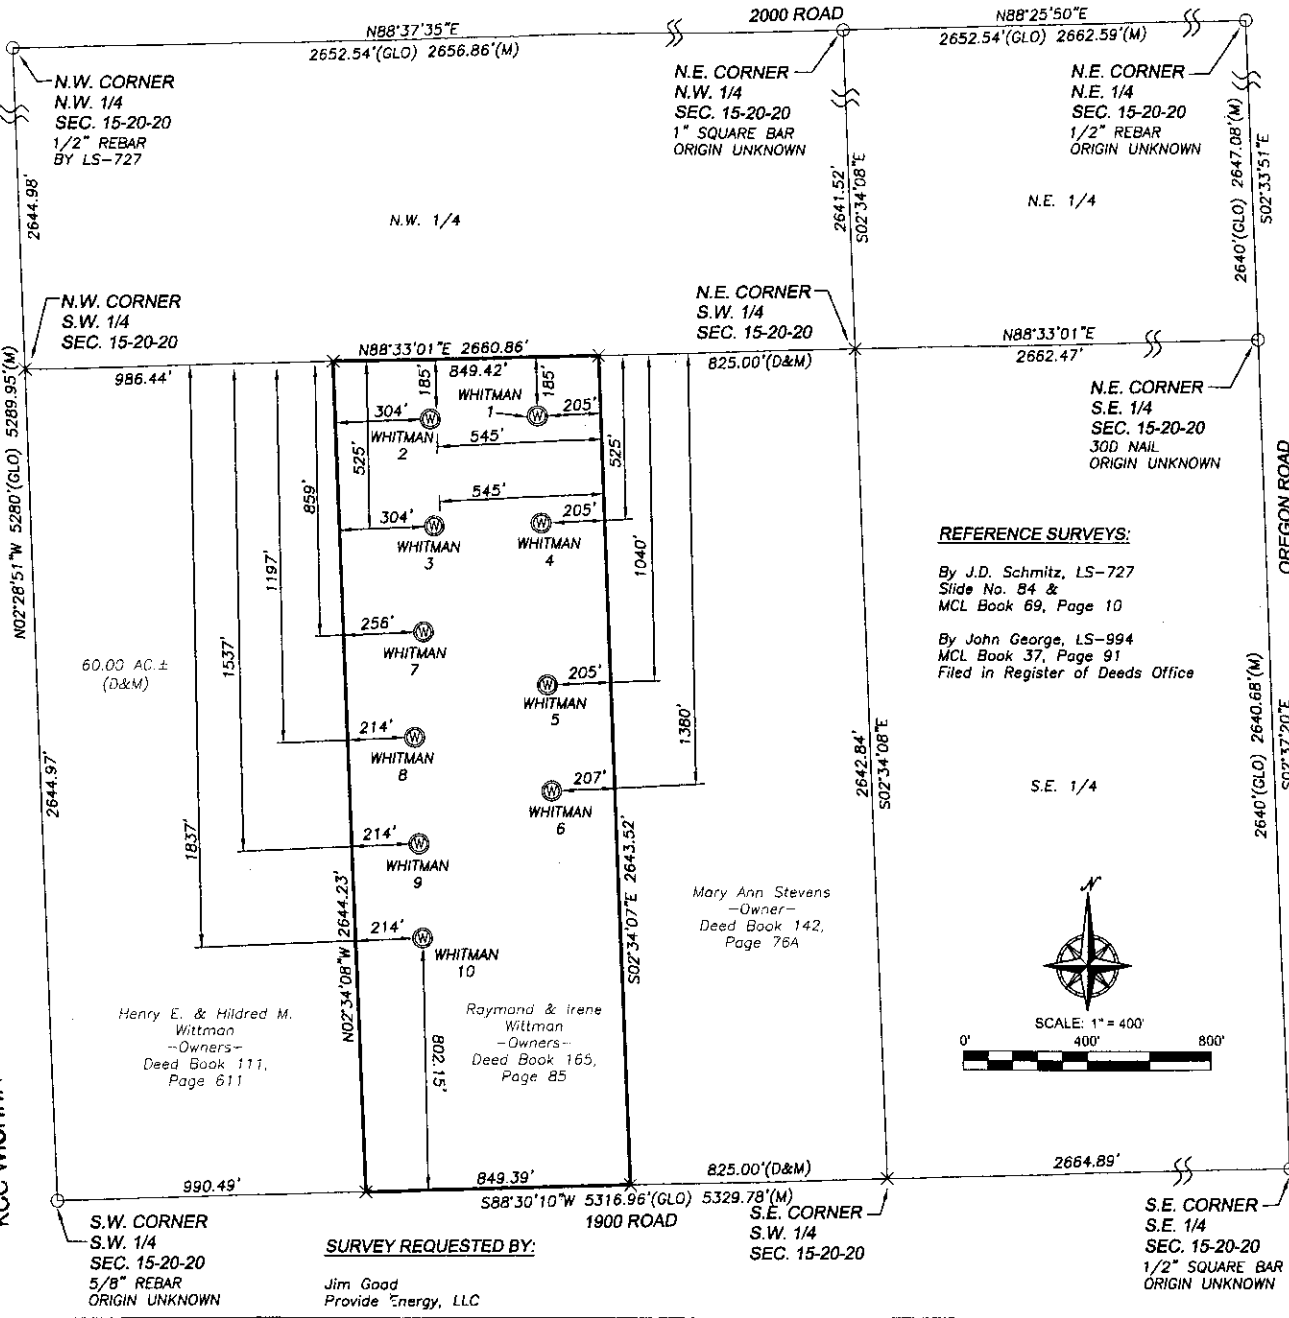 N88°37'35"E
2652.54'(GLO) 2656.86'(M)
2000 ROAD
N88°25'50"E
2652.54'(GLO) 2662.59'(M)
N.W. CORNER
N.W. 1/4
SEC. 15-20-20
1/2" REBAR
BY LS-727
N.E. CORNER
N.W. 1/4
SEC. 15-20-20
1" SQUARE BAR
ORIGIN UNKNOWN
N.E. CORNER
N.E. 1/4
SEC. 15-20-20
1/2" REBAR
ORIGIN UNKNOWN
2644.98'
N.W. 1/4
2641.52'
S02°34'08"E
N.E. 1/4
2640'(GLO) 2647.08'(M)
S02°33'51"E
N.W. CORNER
S.W. 1/4
SEC. 15-20-20
N.E. CORNER
S.W. 1/4
SEC. 15-20-20
N88°33'01"E 2660.86'
986.44'
849.42'
825.00'(D&M)
N88°33'01"E
2662.47'
N.E. CORNER
S.E. 1/4
SEC. 15-20-20
30D NAIL
ORIGIN UNKNOWN
N02°28'51"W 5280'(GLO) 5289.95'(M)
185'
185'
WHITMAN
1
205'
304'
WHITMAN
2
545'
525'
525'
545'
304'
205'
WHITMAN
3
WHITMAN
4
859'
1197'
1537'
1837'
1040'
1380'
256'
WHITMAN
7
205'
WHITMAN
5
214'
WHITMAN
8
207'
WHITMAN
6
214'
WHITMAN
9
214'
WHITMAN
10
802.15'
60.00 AC.±
(D&M)
2644.97'
N02°34'08"W 2644.23'
S02°34'07"E 2643.52'
2642.84'
S02°34'08"E
REFERENCE SURVEYS:
By J.D. Schmitz, LS-727
Slide No. 84 &
MCL Book 69, Page 10
By John George, LS-994
MCL Book 37, Page 91
Filed in Register of Deeds Office
OREGON ROAD
2640'(GLO) 2640.68'(M)
S02°37'20"E
S.E. 1/4
Henry E. & Hildred M.
Wittman
-Owners-
Deed Book 111,
Page 611
Raymond & Irene
Wittman
-Owners-
Deed Book 165,
Page 85
Mary Ann Stevens
-Owner-
Deed Book 142,
Page 76A
N
SCALE: 1" = 400'
0' 400' 800'
990.49'
849.39'
825.00'(D&M)
2664.89'
S88°30'10"W 5316.96'(GLO) 5329.78'(M)
1900 ROAD
S.W. CORNER
S.W. 1/4
SEC. 15-20-20
5/8" REBAR
ORIGIN UNKNOWN
S.E. CORNER
S.W. 1/4
SEC. 15-20-20
S.E. CORNER
S.E. 1/4
SEC. 15-20-20
1/2" SQUARE BAR
ORIGIN UNKNOWN
SURVEY REQUESTED BY:
Jim Good
Provide Energy, LLC